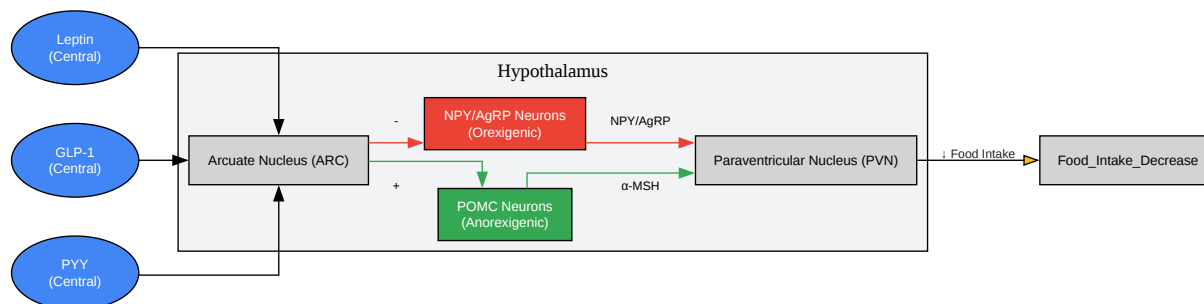 Leptin
(Central)
Hypothalamus
NPY/AgRP Neurons
(Orexigenic)
-
NPY/AgRP
GLP-1
(Central)
Arcuate Nucleus (ARC)
Paraventricular Nucleus (PVN)
↓ Food Intake
Food_Intake_Decrease
+
α-MSH
POMC Neurons
(Anorexigenic)
PYY
(Central)